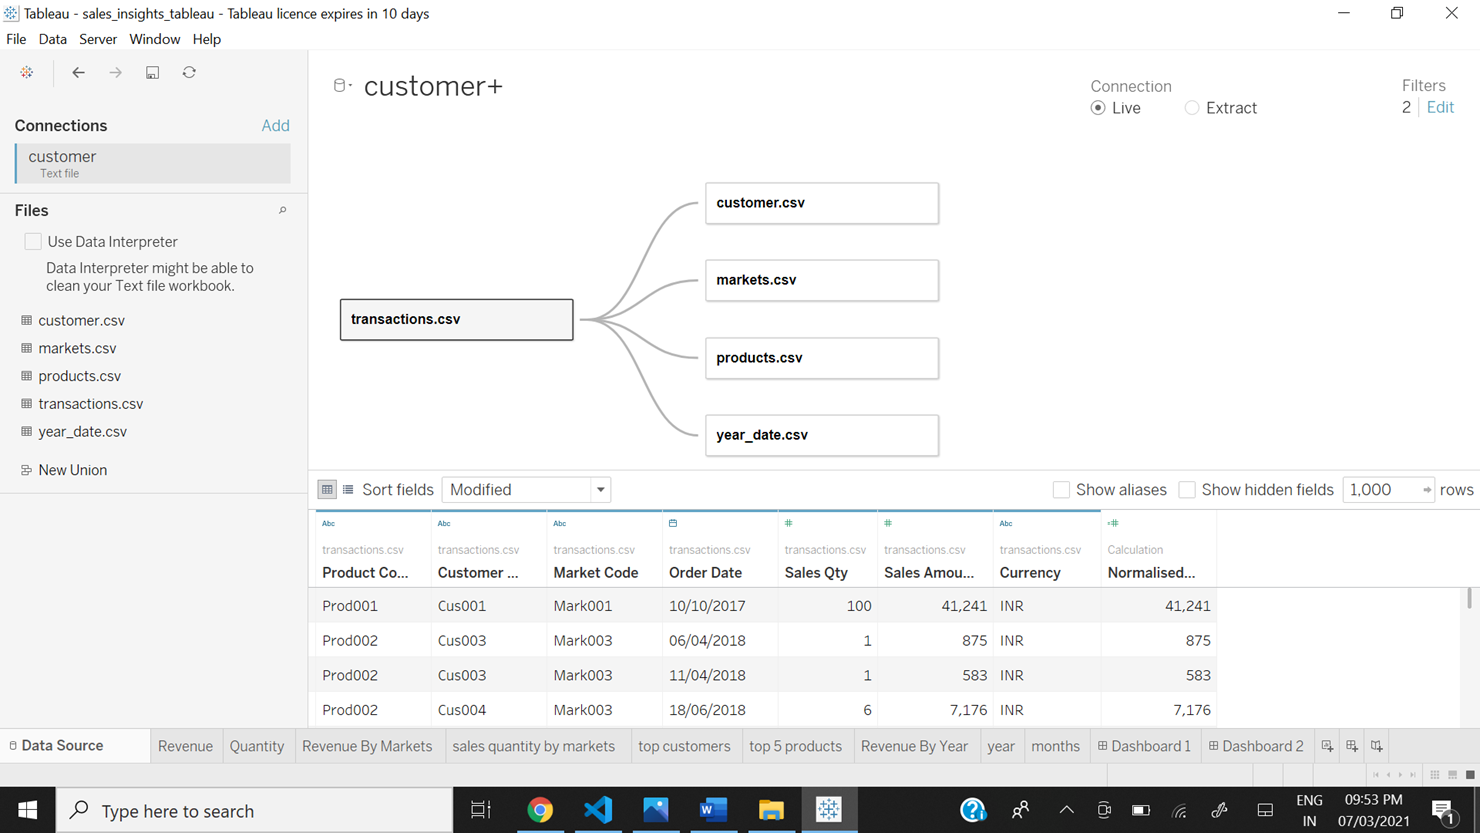 Tableau - sales_insights_tableau - Tableau licence expires in 10 days
File Data Server Window Help
customer+
Connection
Live Extract
Filters
2 Edit
Connections Add
customer
Text file
Files
Use Data Interpreter
Data Interpreter might be able to
clean your Text file workbook.
customer.csv
markets.csv
products.csv
transactions.csv
year_date.csv
New Union
transactions.csv
customer.csv
markets.csv
products.csv
year_date.csv
Sort fields Modified Show aliases Show hidden fields 1,000 rows
Abc Abc Abc # # Abc =#
transactions.csv transactions.csv transactions.csv transactions.csv transactions.csv transactions.csv transactions.csv Calculation
Product Co... Customer ... Market Code Order Date Sales Qty Sales Amou... Currency Normalised...
Prod001 Cus001 Mark001 10/10/2017 100 41,241 INR 41,241
Prod002 Cus003 Mark003 06/04/2018 1 875 INR 875
Prod002 Cus003 Mark003 11/04/2018 1 583 INR 583
Prod002 Cus004 Mark003 18/06/2018 6 7,176 INR 7,176
Data Source Revenue Quantity Revenue By Markets sales quantity by markets top customers top 5 products Revenue By Year year months Dashboard 1 Dashboard 2
Type here to search
ENG
IN
09:53 PM
07/03/2021
1